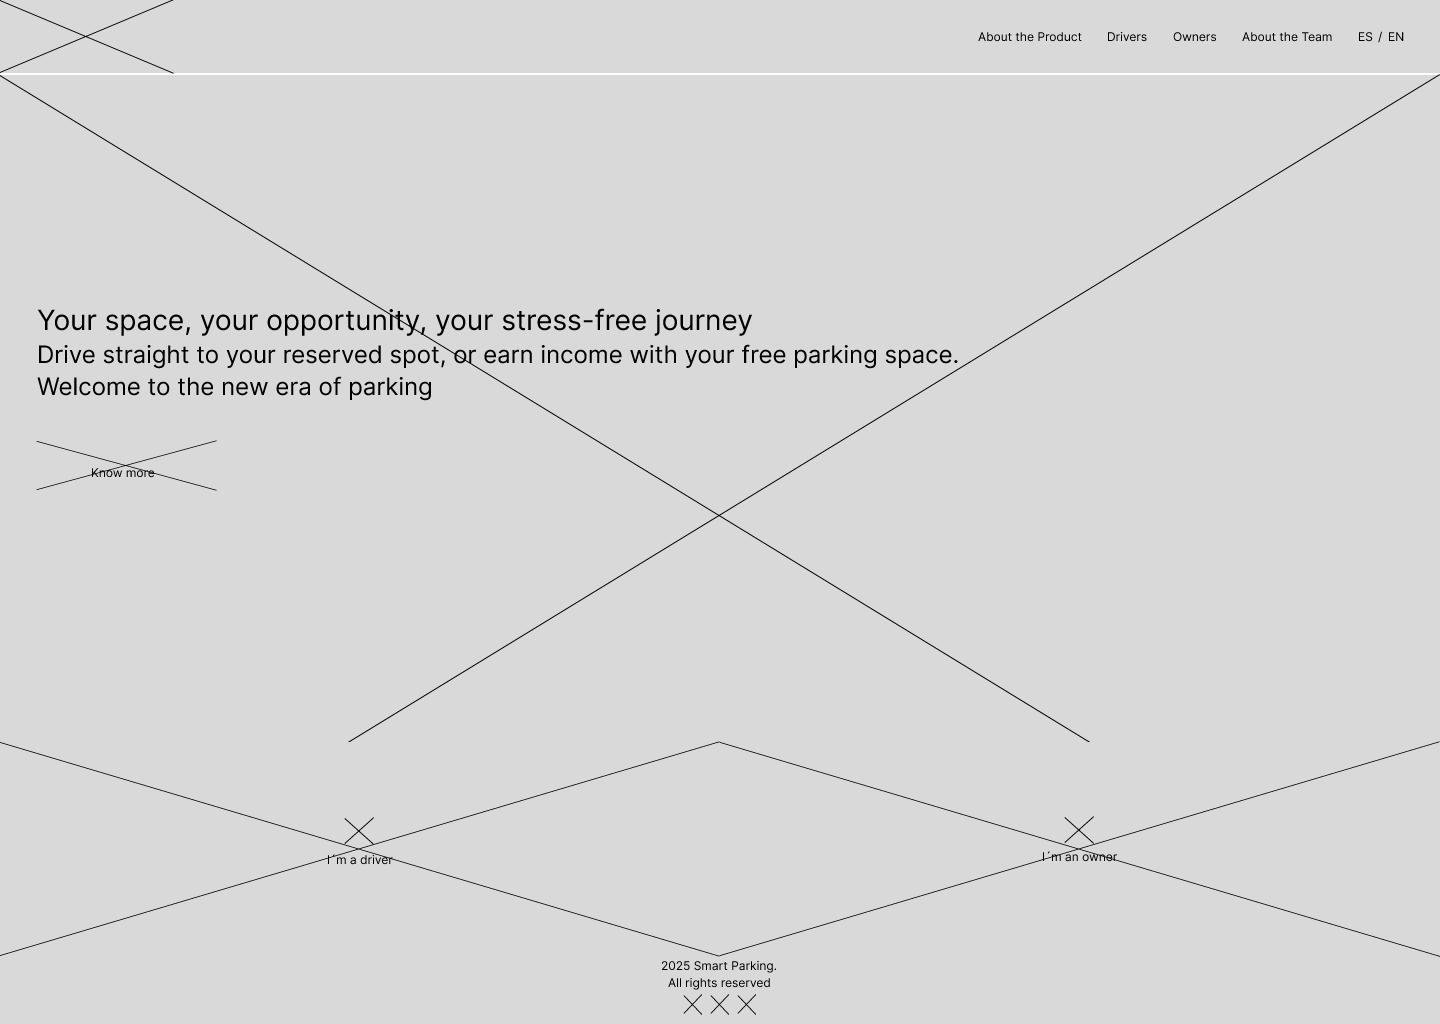 About the Product Drivers Owners About the Team ES / EN
Your space, your opportunity, your stress-free journey
Drive straight to your reserved spot, or earn income with your free parking space.
Welcome to the new era of parking
Know more
I´m a driver
I´m an owner
2025 Smart Parking.
All rights reserved